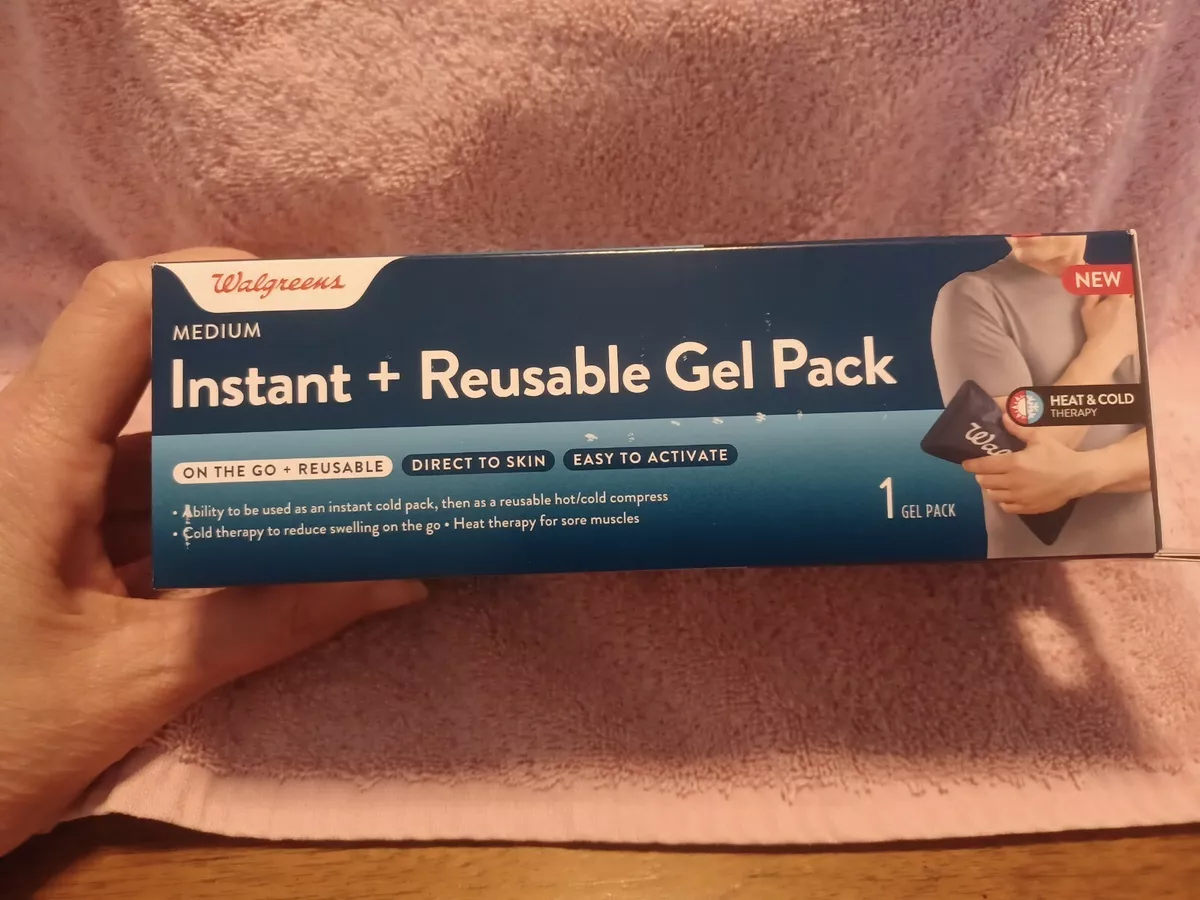 Walgreens
NEW
MEDIUM
Instant + Reusable Gel Pack
HEAT & COLD
THERAPY
ON THE GO + REUSABLE DIRECT TO SKIN EASY TO ACTIVATE
• Ability to be used as an instant cold pack, then as a reusable hot/cold compress
• Cold therapy to reduce swelling on the go • Heat therapy for sore muscles
1 GEL PACK